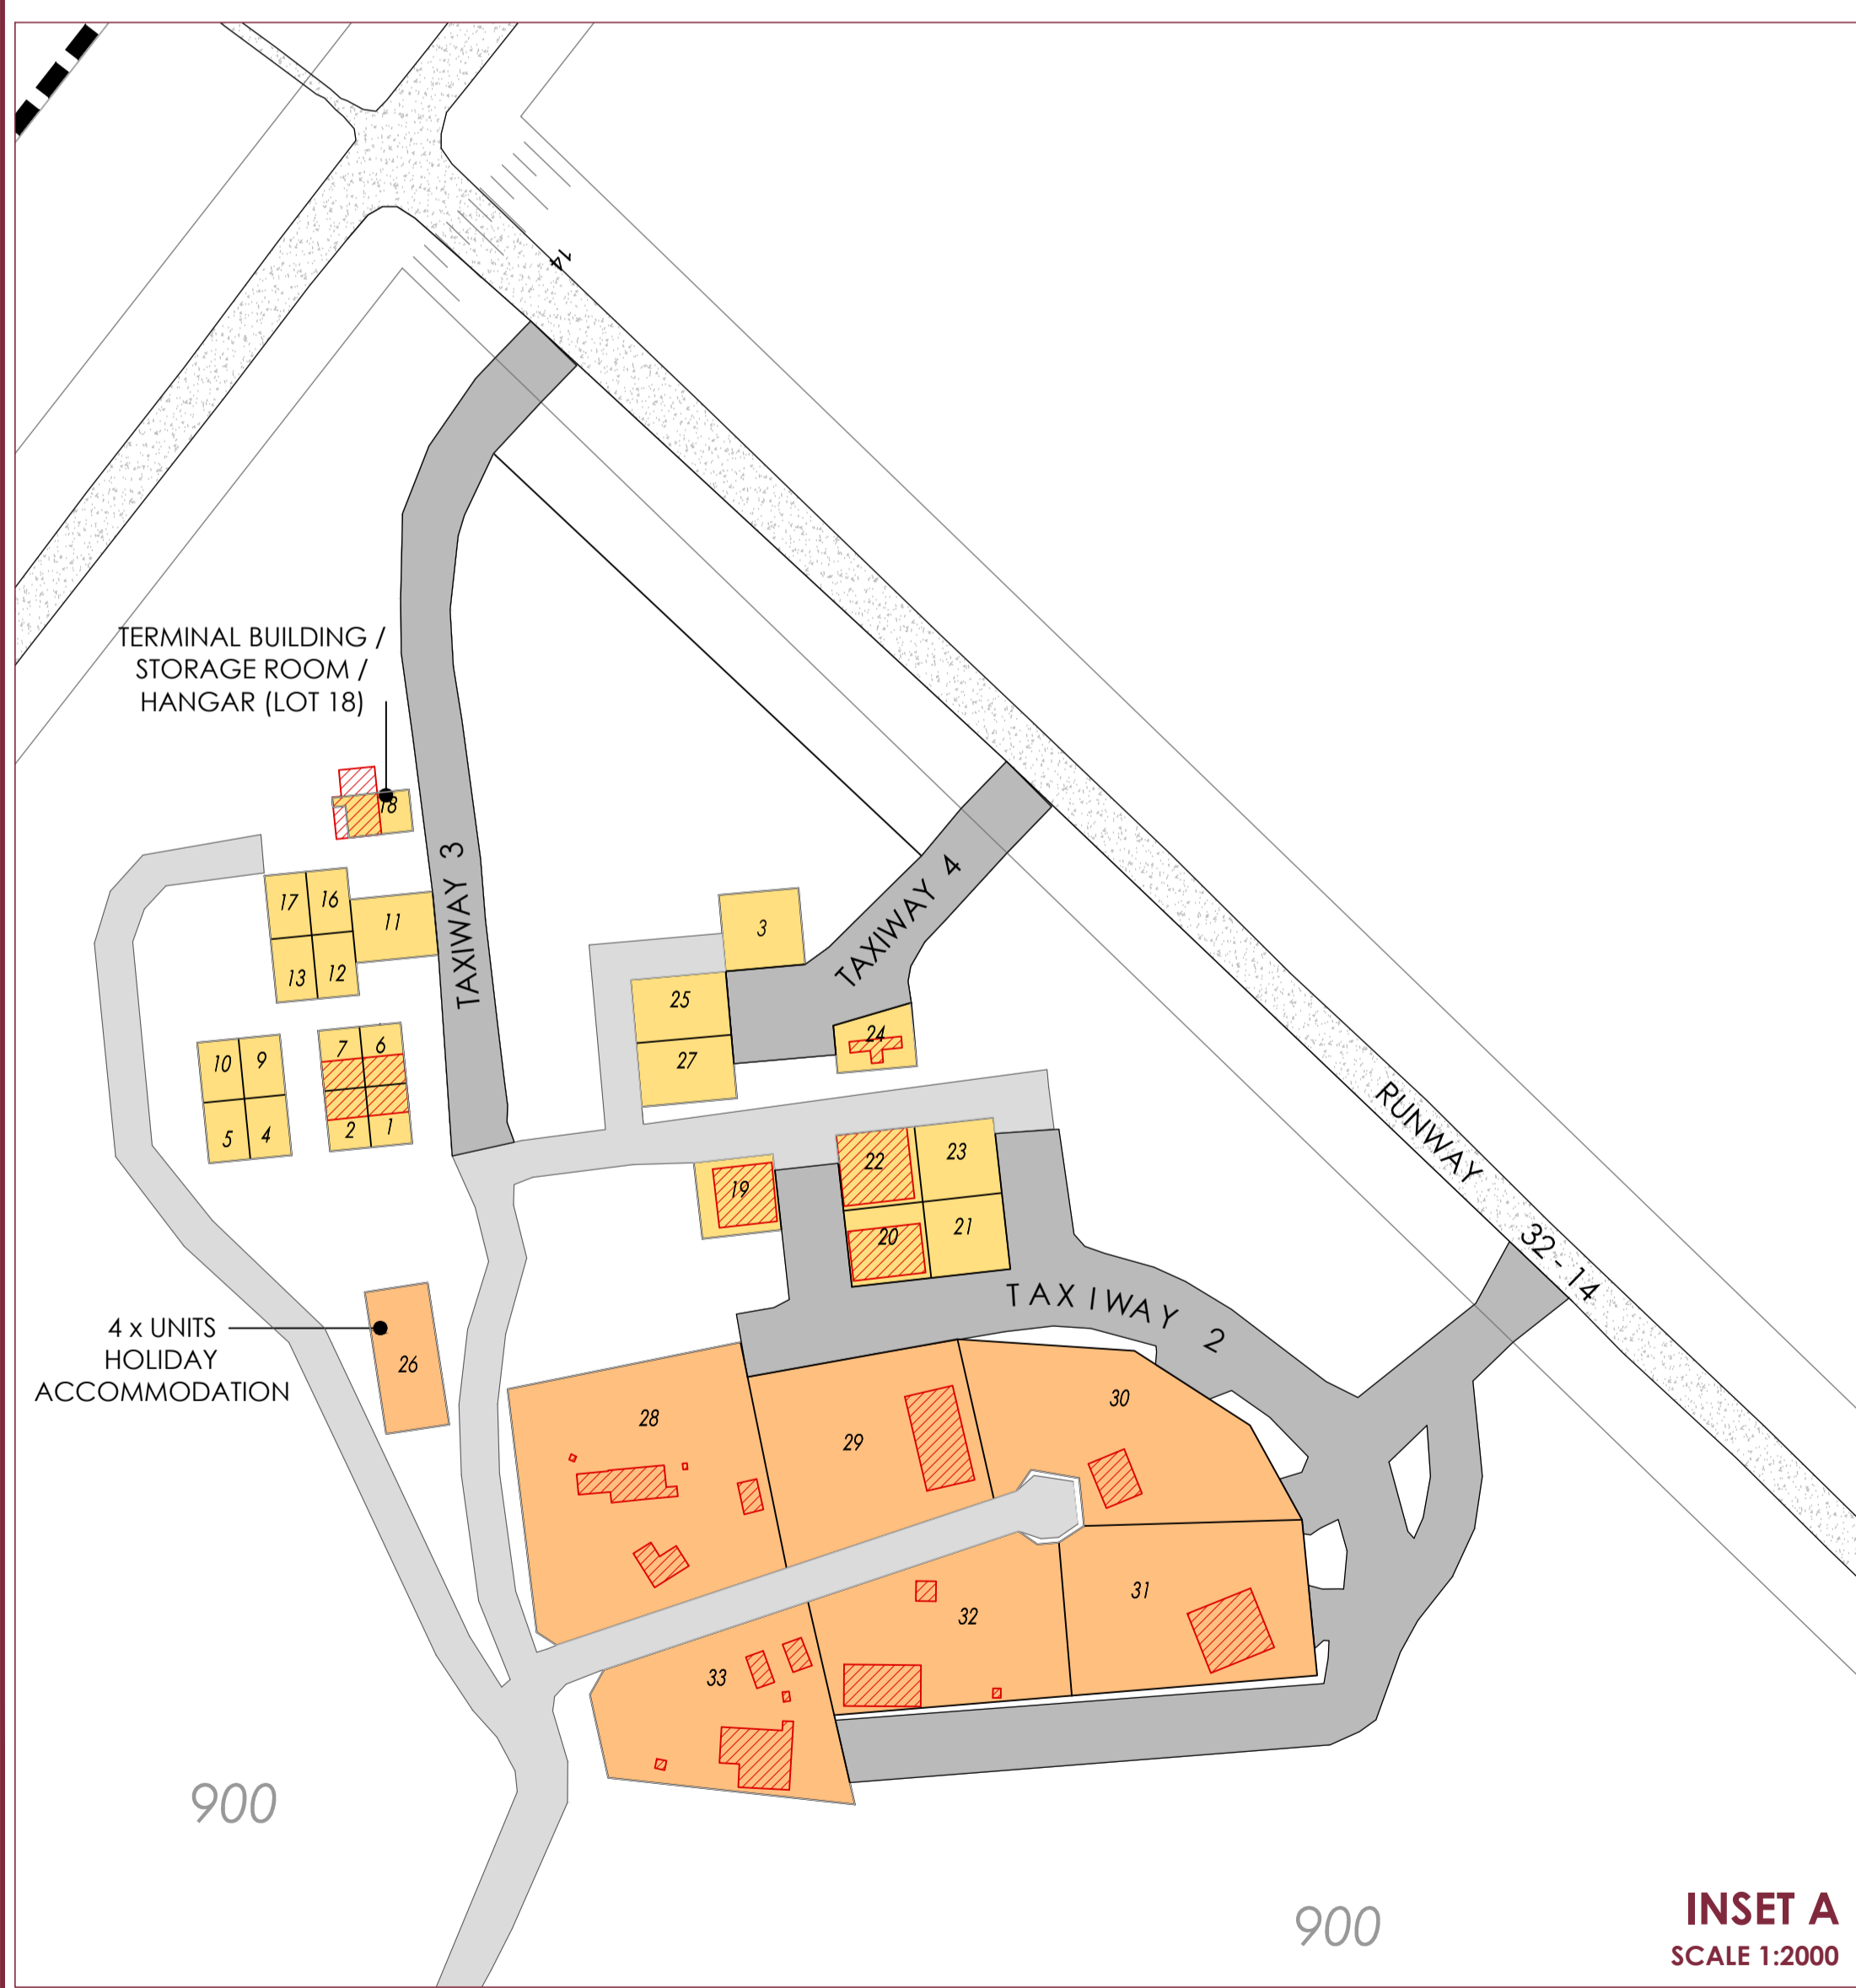 14
TERMINAL BUILDING /
STORAGE ROOM /
HANGAR (LOT 18)
18
TAXIWAY 3
TAXIWAY 4
17
16
11
13
12
3
25
27
24
10
9
7
6
5
4
2
1
RUNWAY 32-14
22
23
19
20
21
TAXIWAY 2
4 x UNITS
HOLIDAY
ACCOMMODATION
26
28
29
30
31
32
33
900
900
INSET A
SCALE 1:2000